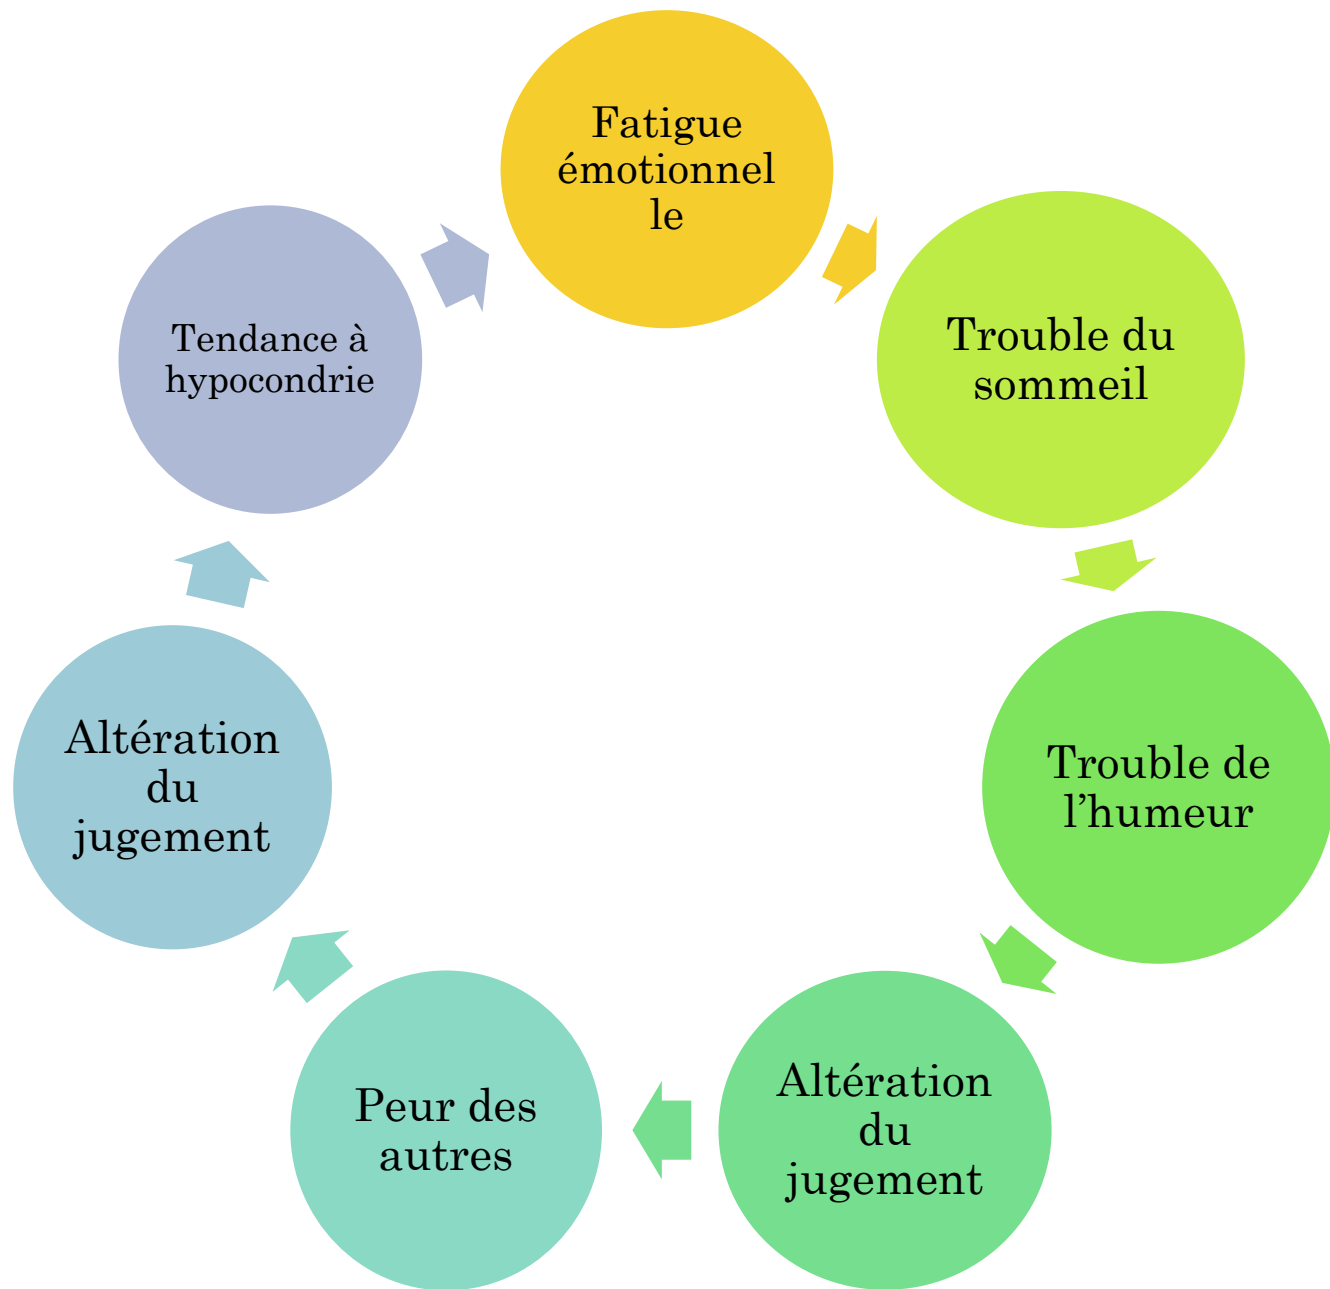 Fatigue
émotionnel
le
Trouble du
sommeil
Trouble de
l’humeur
Altération
du
jugement
Peur des
autres
Altération
du
jugement
Tendance à
hypocondrie